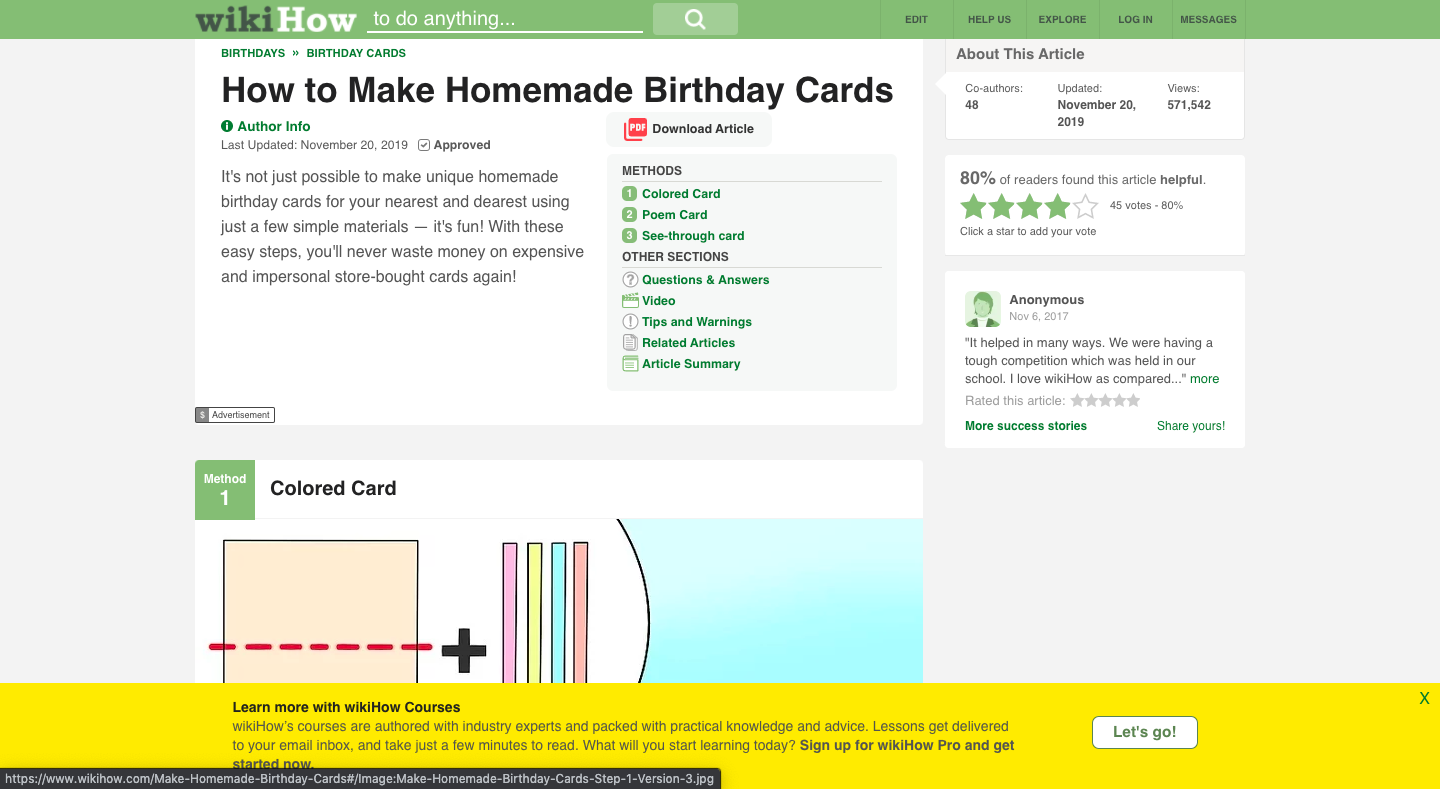 wikiHow to do anything...
EDIT HELP US EXPLORE LOG IN MESSAGES
BIRTHDAYS » BIRTHDAY CARDS
How to Make Homemade Birthday Cards
Author Info
Last Updated: November 20, 2019 Approved
PDF Download Article
It's not just possible to make unique homemade
birthday cards for your nearest and dearest using
just a few simple materials — it's fun! With these
easy steps, you'll never waste money on expensive
and impersonal store-bought cards again!
METHODS
1 Colored Card
2 Poem Card
3 See-through card
OTHER SECTIONS
Questions & Answers
Video
Tips and Warnings
Related Articles
Article Summary
$ Advertisement
About This Article
Co-authors: Updated: Views:
48 November 20, 571,542
2019
80% of readers found this article helpful.
45 votes - 80%
Click a star to add your vote
Anonymous
Nov 6, 2017
"It helped in many ways. We were having a
tough competition which was held in our
school. I love wikiHow as compared..." more
Rated this article:
More success stories Share yours!
Method
1
Colored Card
X
Learn more with wikiHow Courses
wikiHow’s courses are authored with industry experts and packed with practical knowledge and advice. Lessons get delivered
to your email inbox, and take just a few minutes to read. What will you start learning today? Sign up for wikiHow Pro and get
started now.
Let's go!
https://www.wikihow.com/Make-Homemade-Birthday-Cards#/Image:Make-Homemade-Birthday-Cards-Step-1-Version-3.jpg